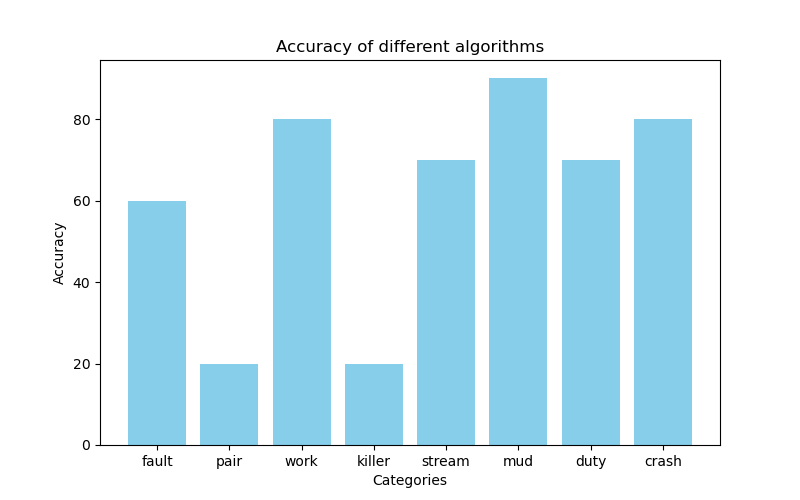 Accuracy of different algorithms
Accuracy
80
60
40
20
0
fault pair work killer stream mud duty crash
Categories